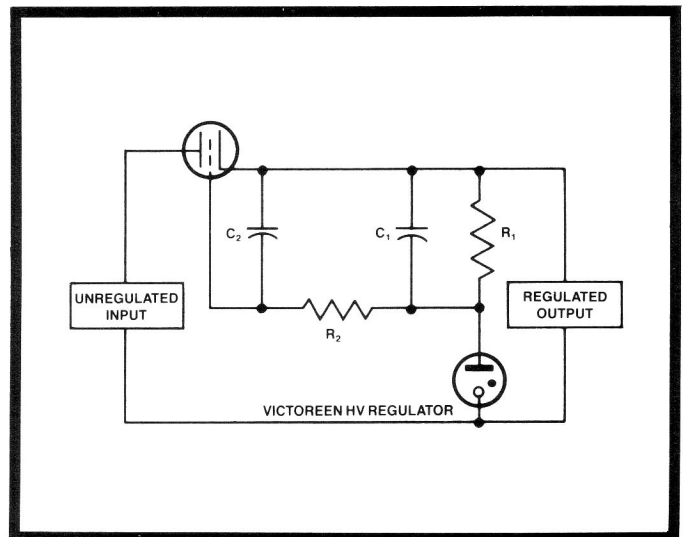 C₂
C₁
R₁
UNREGULATED
INPUT
R₂
REGULATED
OUTPUT
VICTOREEN HV REGULATOR